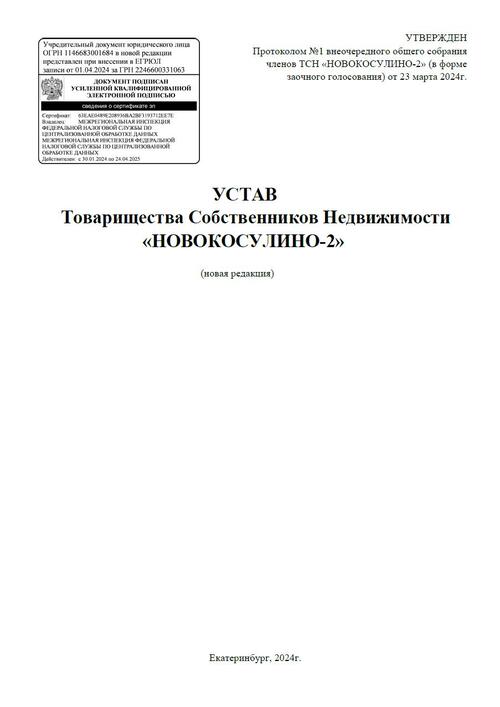 Учредительный документ юридического лица
ОГРН 1146683001684 в новой редакции
представлен при внесении в ЕГРЮЛ
записи от 01.04.2024 за ГРН 2246600331063
ДОКУМЕНТ ПОДПИСАН
УСИЛЕННОЙ КВАЛИФИЦИРОВАННОЙ
ЭЛЕКТРОННОЙ ПОДПИСЬЮ
сведения о сертификате эп
Сертификат:
Владелец: МЕЖРЕГИОНАЛЬНАЯ ИНСПЕКЦИЯ
ФЕДЕРАЛЬНОЙ НАЛОГОВОЙ СЛУЖБЫ ПО
ЦЕНТРАЛИЗОВАННОЙ ОБРАБОТКЕ ДАННЫХ
МЕЖРЕГИОНАЛЬНАЯ ИНСПЕКЦИЯ ФЕДЕРАЛЬНОЙ
НАЛОГОВОЙ СЛУЖБЫ ПО ЦЕНТРАЛИЗОВАННОЙ
ОБРАБОТКЕ ДАННЫХ
Действителен: с 30.01.2024 по 24.04.2025
УТВЕРЖДЕН
Протоколом №1 внеочередного общего собрания
членов ТСН «НОВОКОСУЛИНО-2» (в форме
заочного голосования) от 23 марта 2024г.
УСТАВ
Товарищества Собственников Недвижимости
«НОВОКОСУЛИНО-2»
(новая редакция)
Екатеринбург, 2024г.